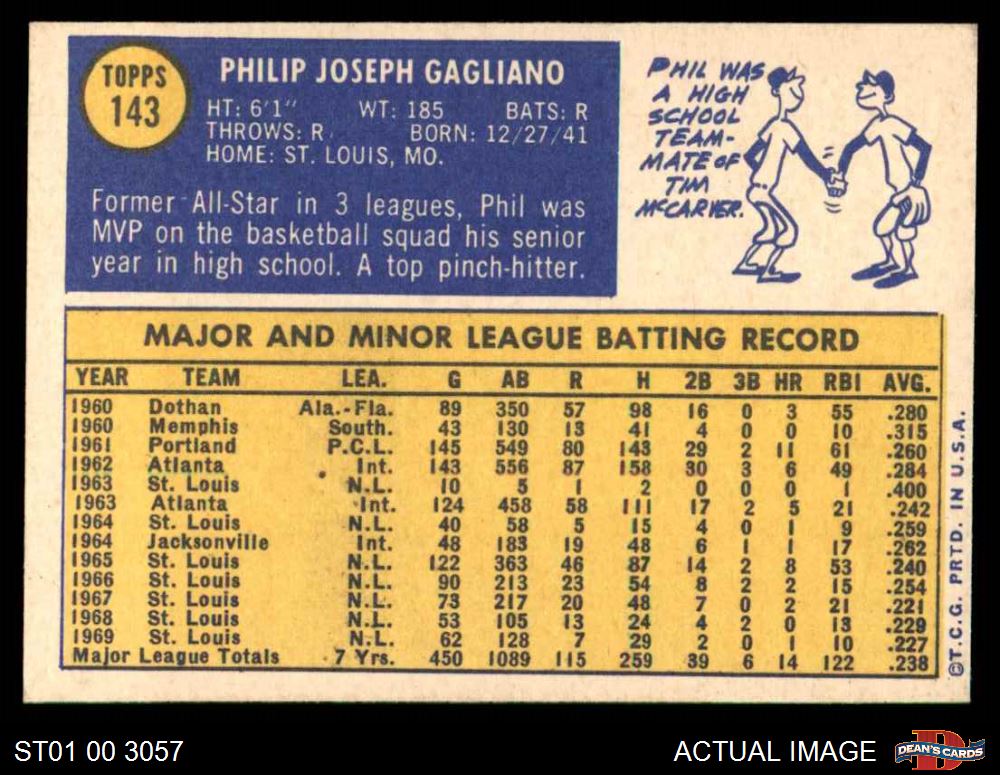 TOPPS
143
PHILIP JOSEPH GAGLIANO
HT: 6'1" WT: 185 BATS: R
THROWS: R. BORN: 12/27/41
HOME: ST. LOUIS, MO.
Former All-Star in 3 leagues, Phil was
MVP on the basketball squad his senior
year in high school. A top pinch-hitter.
PHIL WAS
A HIGH
SCHOOL
TEAM-
MATE OF
TIM
McCARVER.
MAJOR AND MINOR LEAGUE BATTING RECORD
YEAR TEAM LEA. G AB R H 2B 3B HR RBI AVG.
1960 Dothan Ala.-Fla. 89 350 57 98 16 0 3 55 .280
1960 Memphis South. 43 130 13 41 4 0 0 10 .315
1961 Portland P.C.L. 145 549 80 143 29 2 11 61 .260
1962 Atlanta Int. 143 556 87 158 30 3 6 49 .284
1963 St. Louis N.L. 10 5 1 2 0 0 0 1 .400
1963 Atlanta Int. 124 458 58 111 17 2 5 21 .242
1964 St. Louis N.L. 40 58 5 15 4 0 1 9 .259
1964 Jacksonville Int. 48 183 19 48 6 1 1 17 .262
1965 St. Louis N.L. 122 363 46 87 14 2 8 53 .240
1966 St. Louis N.L. 90 213 23 54 8 2 2 15 .254
1967 St. Louis N.L. 73 217 20 48 7 0 2 21 .221
1968 St. Louis N.L. 53 105 13 24 4 2 0 13 .229
1969 St. Louis N.L. 62 128 7 29 2 0 1 10 .227
Major League Totals 7 Yrs. 450 1089 115 259 39 6 14 122 .238
©T.C.G. PRTD. IN U.S.A.
ST01 00 3057
ACTUAL IMAGE
D
DEAN'S CARDS